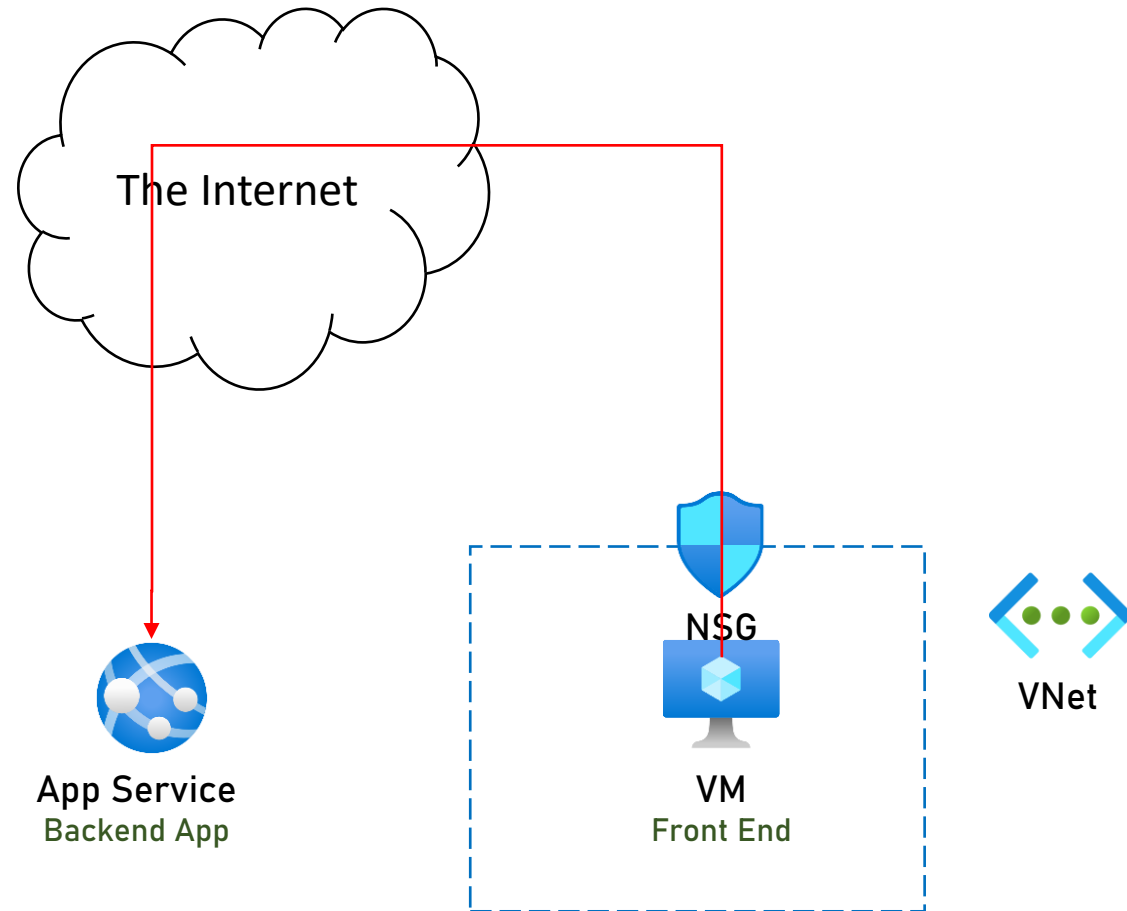 The Internet
NSG
VNet
App Service
Backend App
VM
Front End